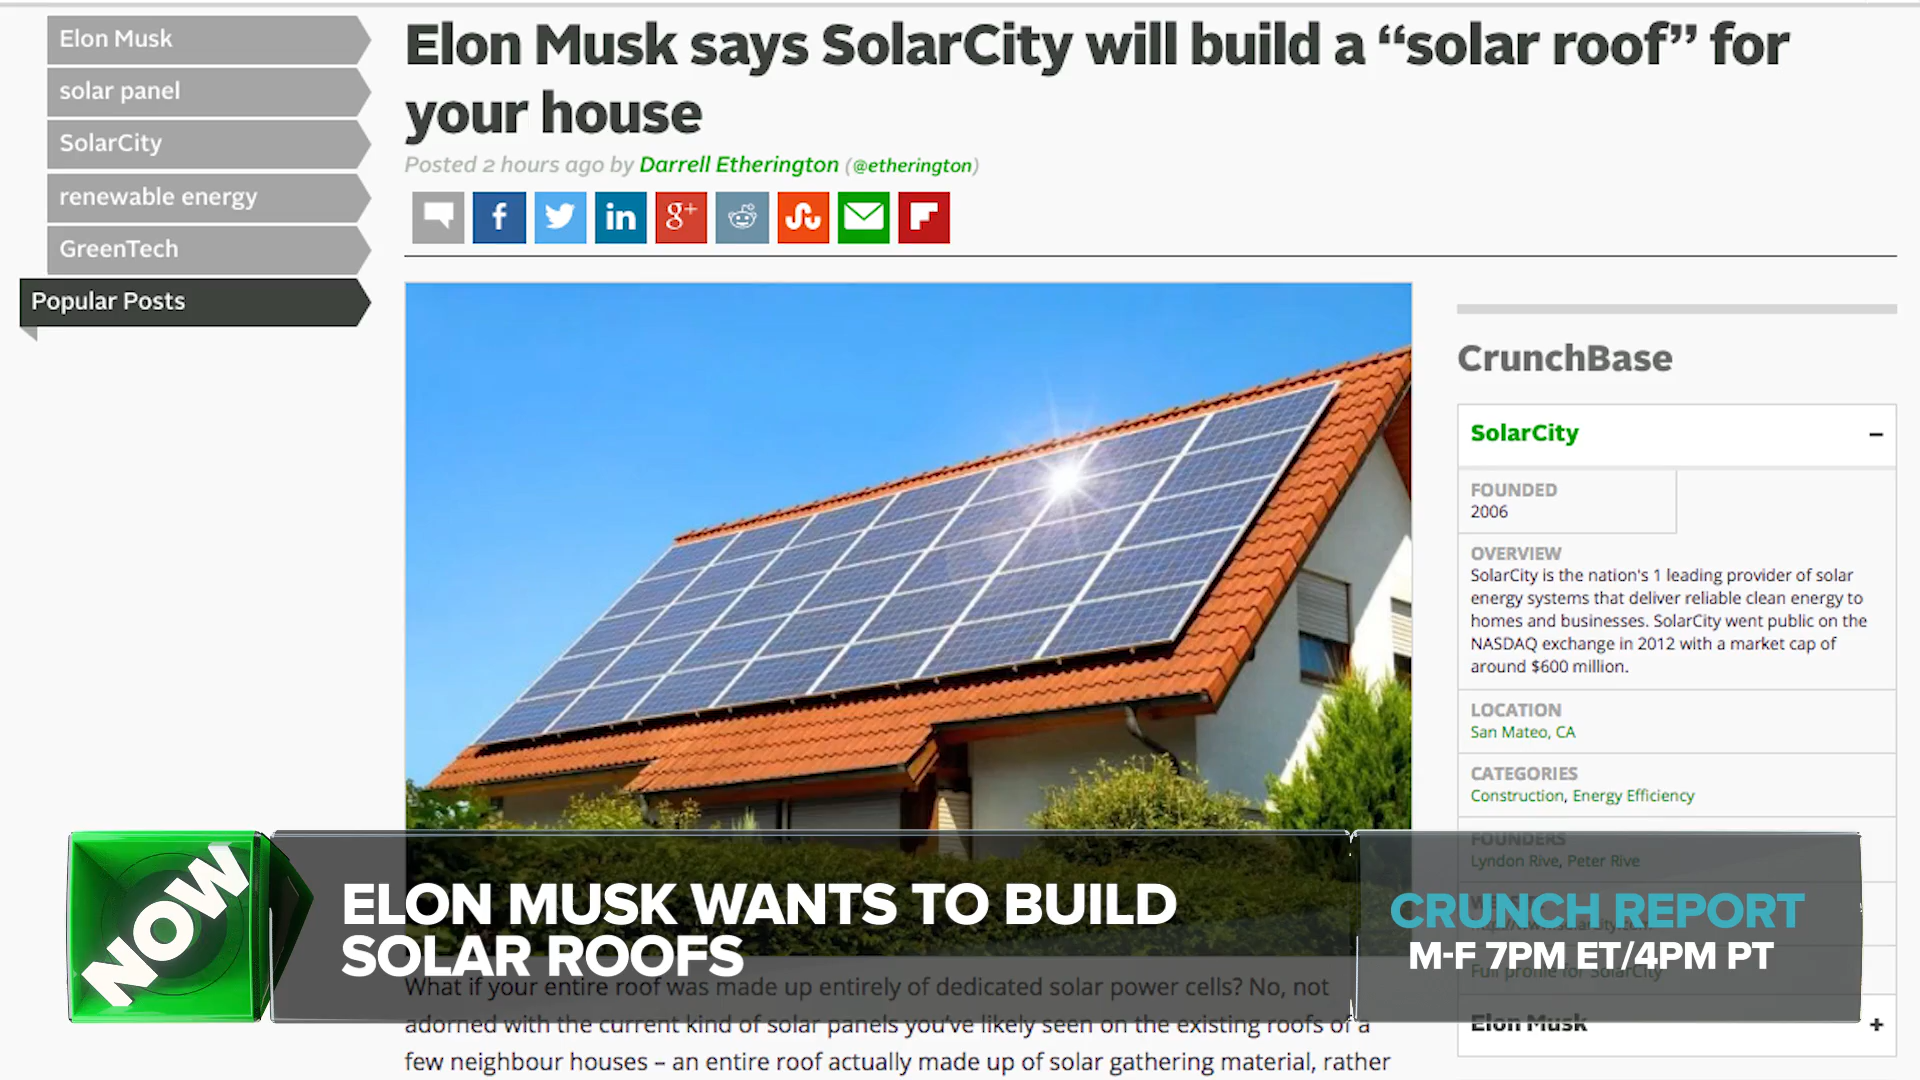 Elon Musk
solar panel
SolarCity
renewable energy
GreenTech
Popular Posts
Elon Musk says SolarCity will build a “solar roof” for
your house
Posted 2 hours ago by Darrell Etherington (@etherington)
f
in
g+
CrunchBase
SolarCity
–
FOUNDED
2006
OVERVIEW
SolarCity is the nation's 1 leading provider of solar
energy systems that deliver reliable clean energy to
homes and businesses. SolarCity went public on the
NASDAQ exchange in 2012 with a market cap of
around $600 million.
LOCATION
San Mateo, CA
CATEGORIES
Construction, Energy Efficiency
FOUNDERS
Lyndon Rive, Peter Rive
Full profile for SolarCity
Elon Musk
+
NOW
ELON MUSK WANTS TO BUILD
SOLAR ROOFS
CRUNCH REPORT
M-F 7PM ET/4PM PT
What if your entire roof was made up entirely of dedicated solar power cells? No, not
adorned with the current kind of solar panels you’ve likely seen on the existing roofs of a
few neighbour houses – an entire roof actually made up of solar gathering material, rather